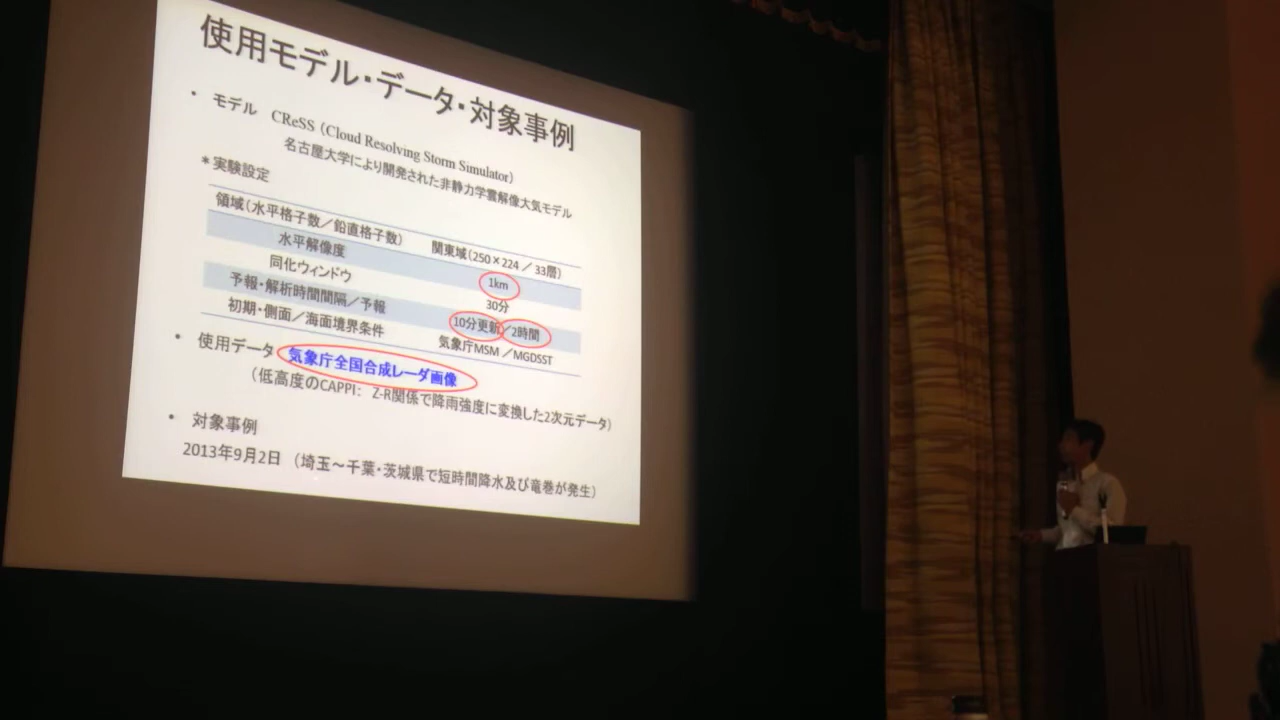 使用モデル・データ・対象事例
• モデル CReSS (Cloud Resolving Storm Simulator)
名古屋大学により開発された非静力学雲解像大気モデル
*実験設定
領域(水平格子数/鉛直格子数) 関東域(250×224 / 33層)
水平解像度 1km
同化ウィンドウ 30分
予報・解析時間間隔/予報 10分更新/2時間
初期・側面/海面境界条件 気象庁MSM /MGDSST
• 使用データ 気象庁全国合成レーダ画像
(低高度のCAPPI: Z-R関係で降雨強度に変換した2次元データ)
• 対象事例
2013年9月2日 (埼玉~千葉・茨城県で短時間降水及び竜巻が発生)